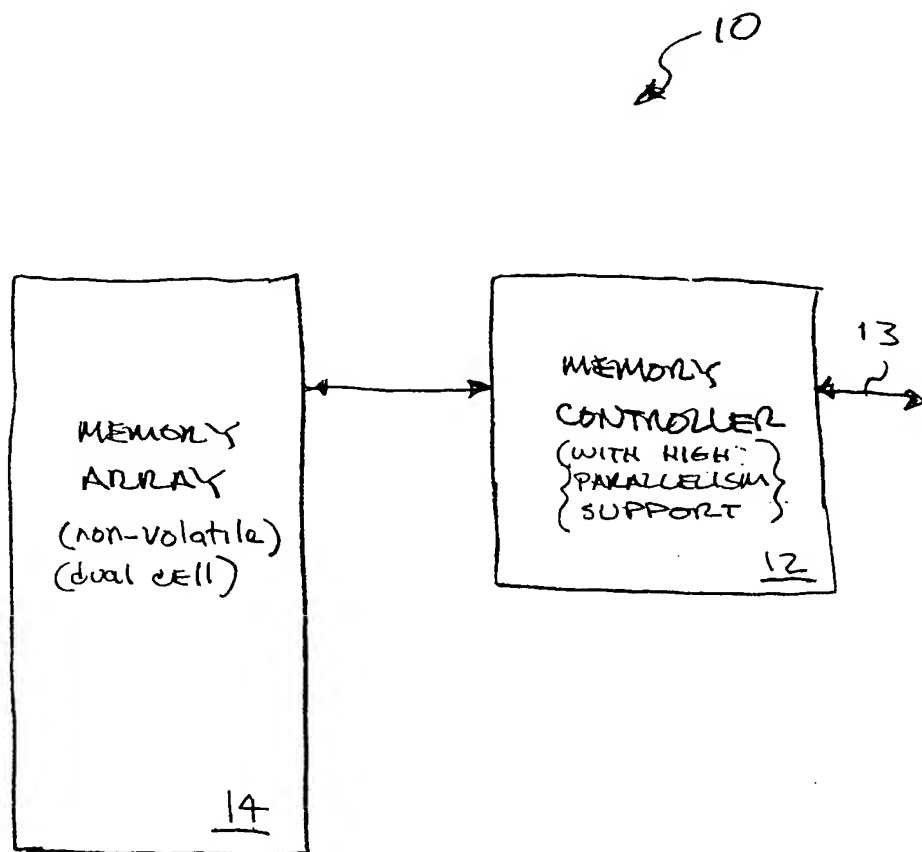 10
MEMORY
ARRAY
(non-volatile)
(dual cell)
14
MEMORY
CONTROLLER
(WITH HIGH
PARALLELISM
SUPPORT)
12
13